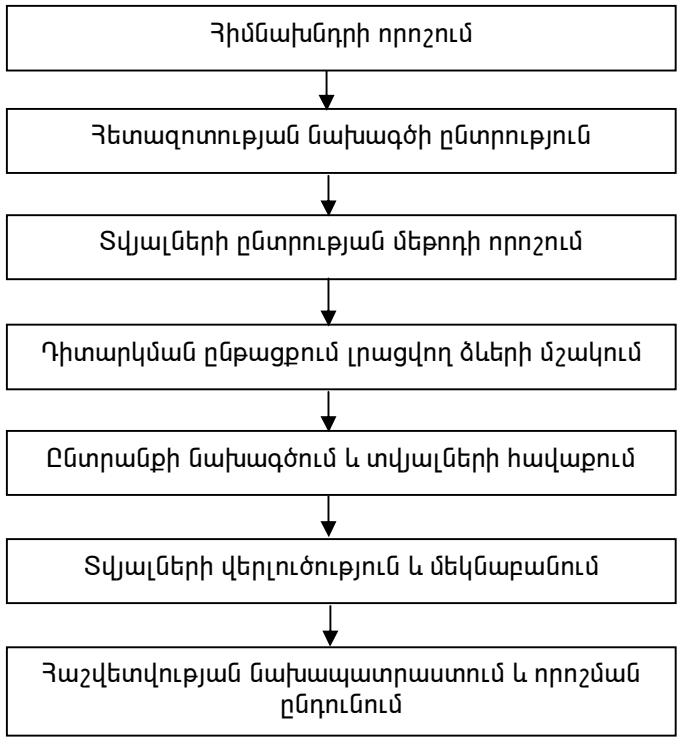 Հիմնախնդրի որոշում
Հետազոտության նախագծի ընտրություն
Տվյալների ընտրության մեթոդի որոշում
Դիտարկման ընթացքում լրացվող ձևերի մշակում
Ընտրանքի նախագծում և տվյալների հավաքում
Տվյալների վերլուծություն և մեկնաբանում
Հաշվետվության նախապատրաստում և որոշման
ընդունում